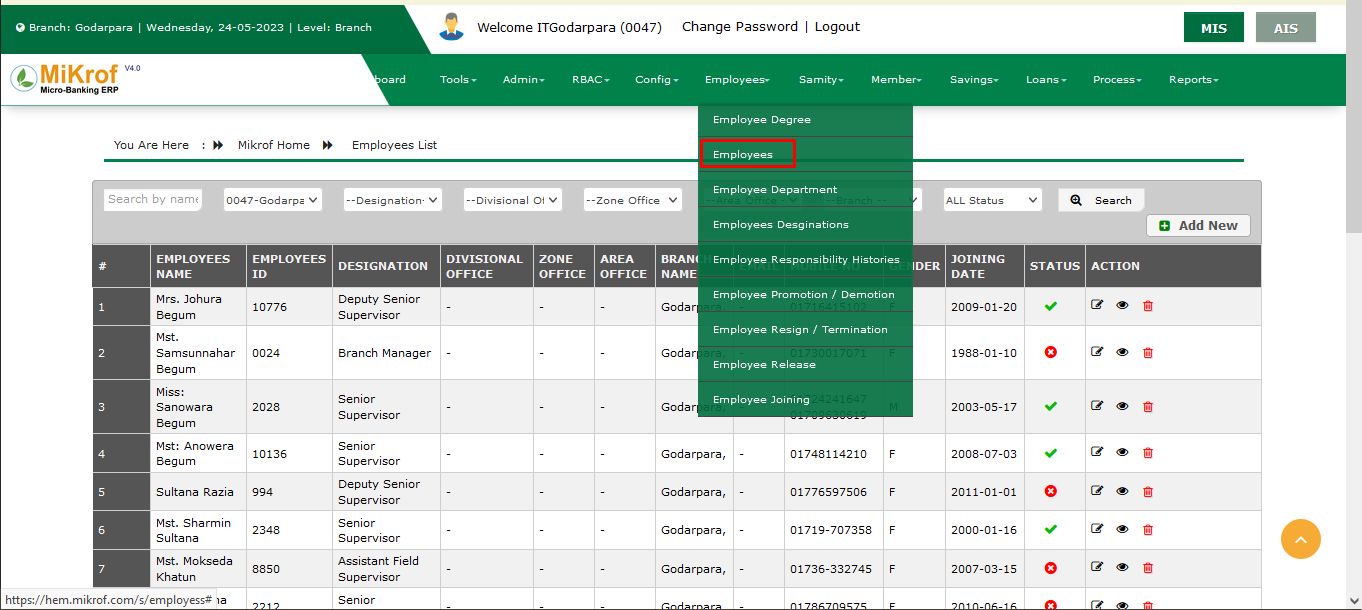 Branch: Godarpara | Wednesday, 24-05-2023 | Level: Branch
Welcome ITGodarpara (0047) Change Password | Logout
MIS AIS
MiKrof V4.0
Micro-Banking ERP
board Tools Admin RBAC Config Employees Samity Member Savings Loans Process Reports
Employee Degree
Employees
Employee Department
Employees Desginations
Employee Responsibility Histories
Employee Promotion / Demotion
Employee Resign / Termination
Employee Release
Employee Joining
You Are Here : Mikrof Home Employees List
Search by name 0047-Godarpa --Designation- --Divisional Of --Zone Office --Area Office - --Branch -- ALL Status Search
Add New
# EMPLOYEES NAME EMPLOYEES ID DESIGNATION DIVISIONAL OFFICE ZONE OFFICE AREA OFFICE BRANCH NAME EMAIL MOBILE NO GENDER JOINING DATE STATUS ACTION
1 Mrs. Johura Begum 10776 Deputy Senior Supervisor - - - Godarpara, - 01716415102 F 2009-01-20
2 Mst. Samsunnahar Begum 0024 Branch Manager - - - Godarpara, - 01730017071 F 1988-01-10
3 Miss: Sanowara Begum 2028 Senior Supervisor - - - Godarpara, - 01709630619 M 2003-05-17
4 Mst: Anowera Begum 10136 Senior Supervisor - - - Godarpara, - 01748114210 F 2008-07-03
5 Sultana Razia 994 Deputy Senior Supervisor - - - Godarpara, - 01776597506 F 2011-01-01
6 Mst. Sharmin Sultana 2348 Senior Supervisor - - - Godarpara, - 01719-707358 F 2000-01-16
7 Mst. Mokseda Khatun 8850 Assistant Field Supervisor - - - Godarpara, - 01736-332745 F 2007-03-15
2212 Senior - - - Godarpara, - 01786709575 F 2010-06-16
https://hem.mikrof.com/s/employess#